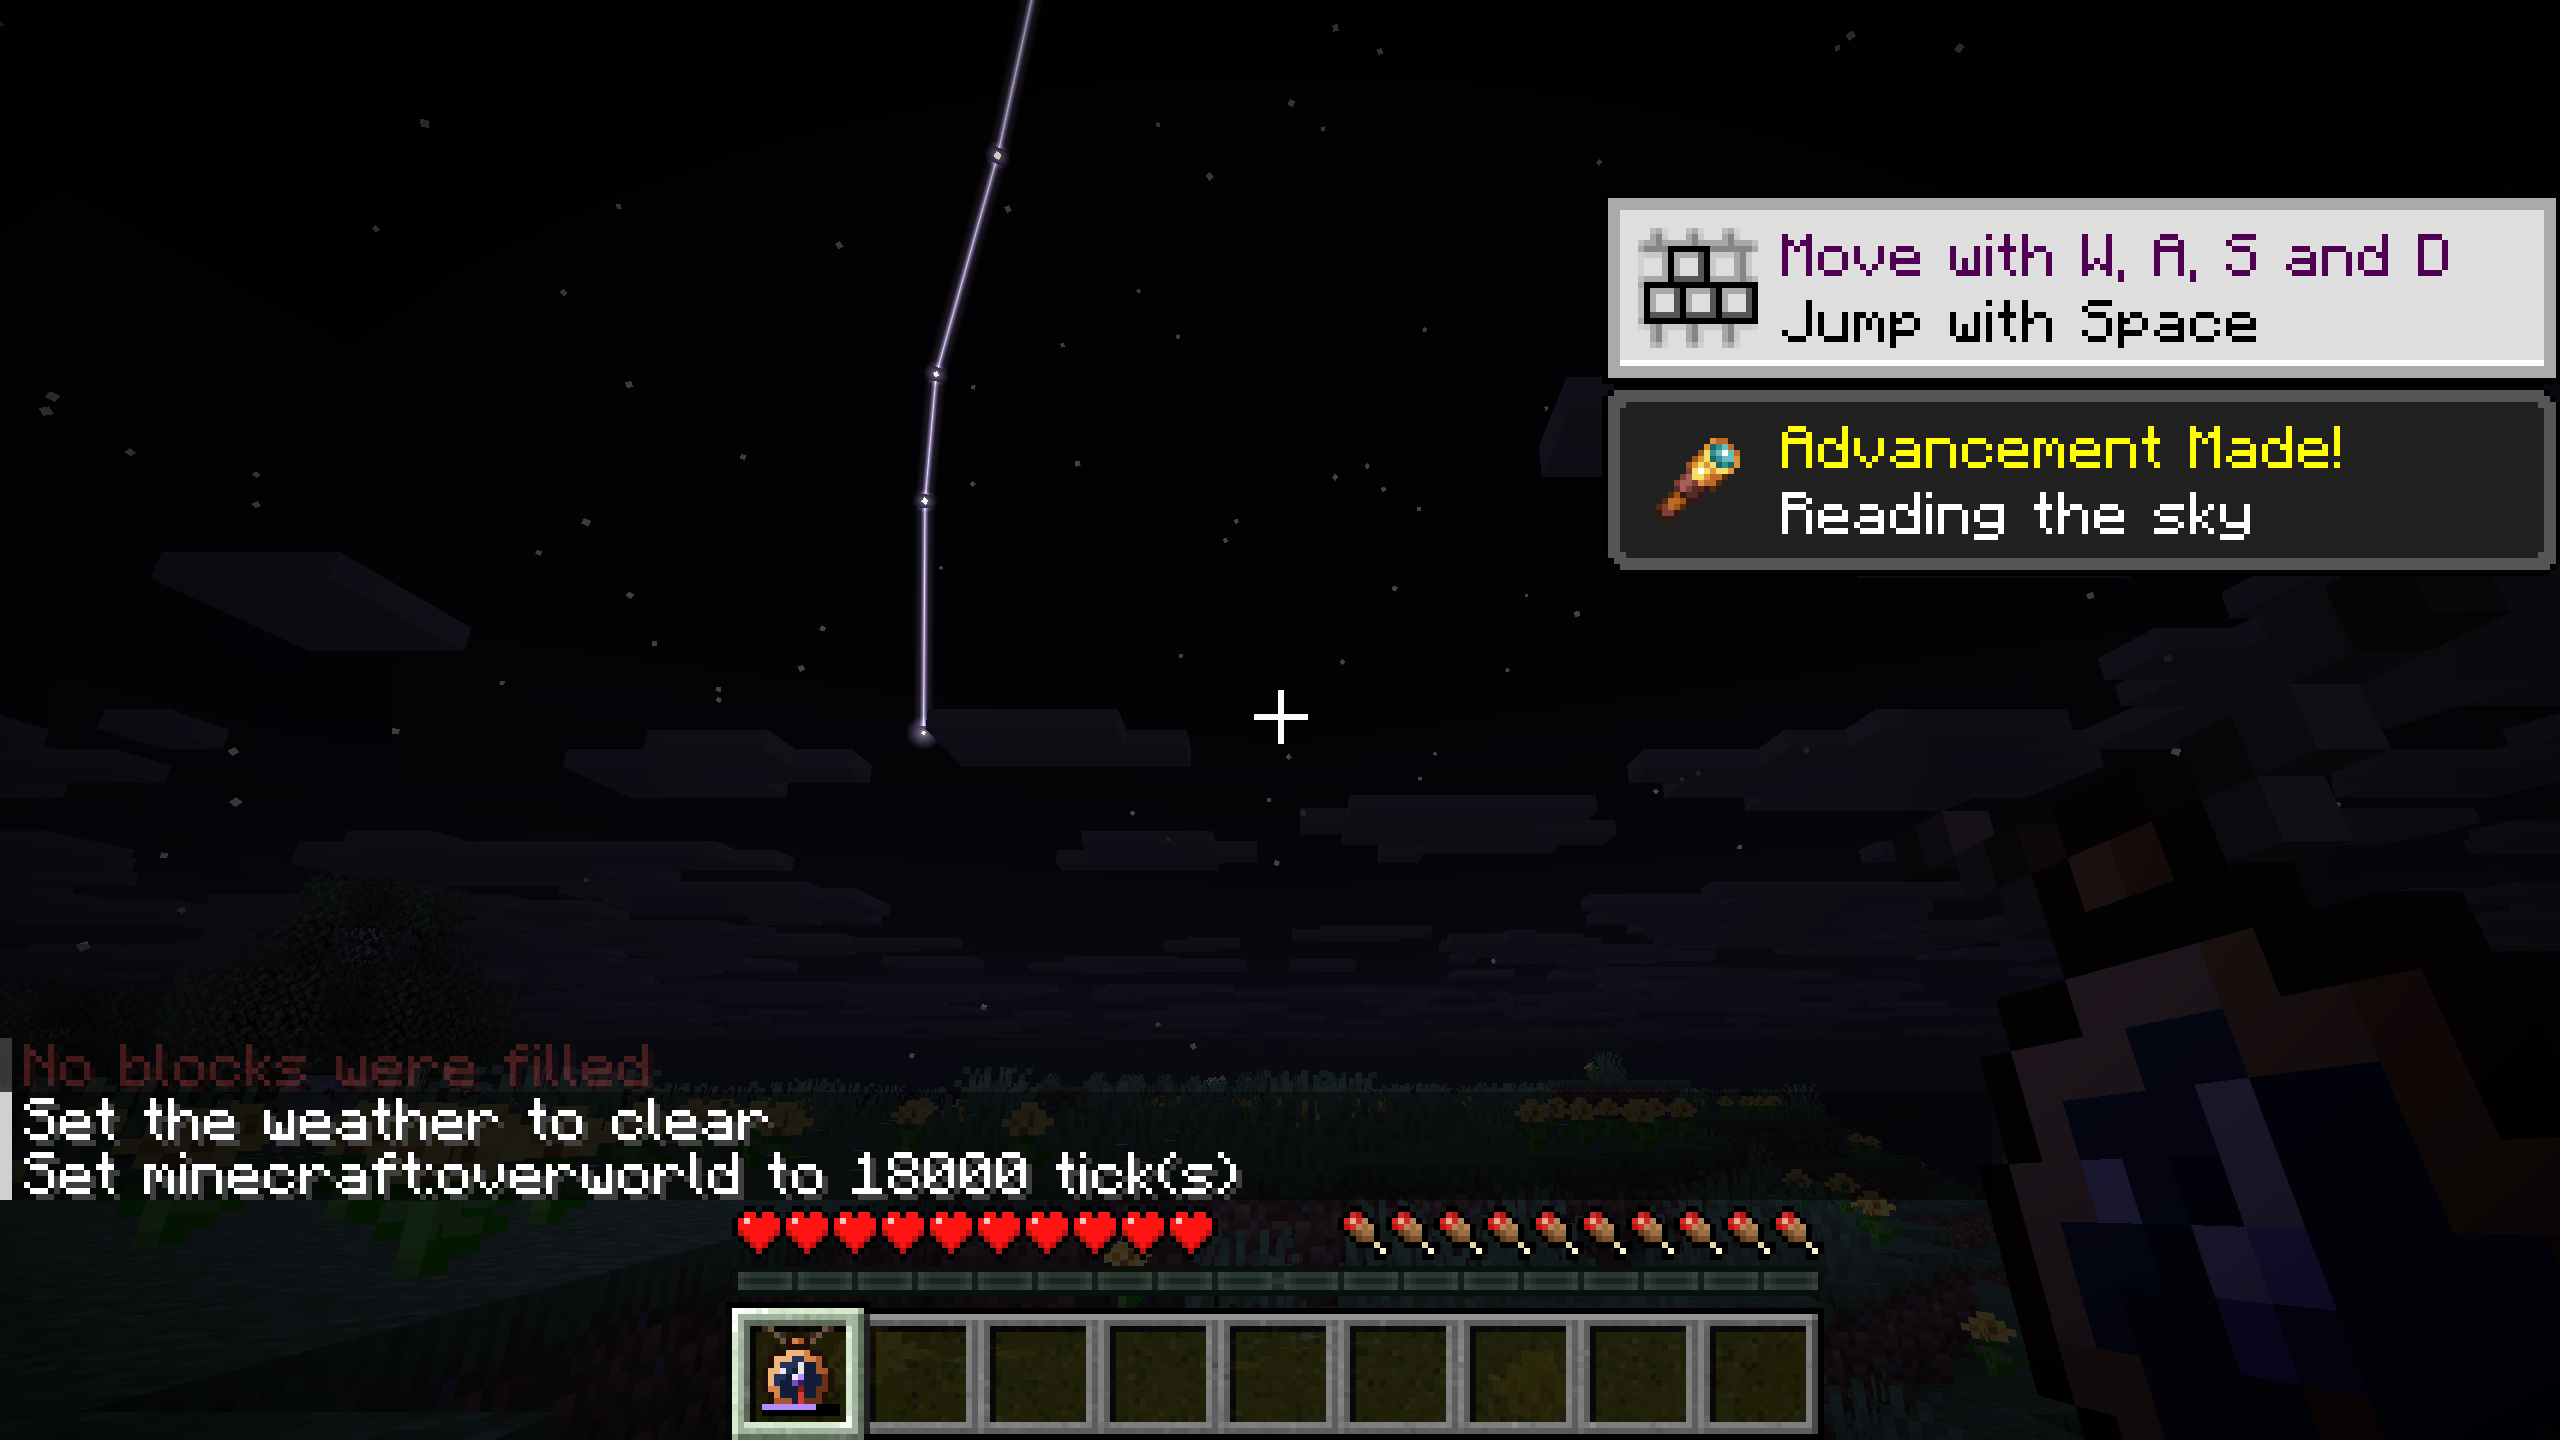 Move with W, A, S and D
Jump with Space
Advancement Made!
Reading the sky
No blocks were filled
Set the weather to clear
Set minecraft:overworld to 18000 tick(s)